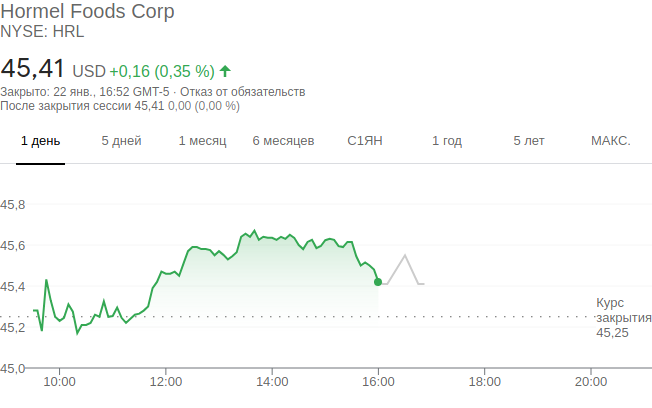 Hormel Foods Corp
NYSE: HRL
45,41 USD +0,16 (0,35 %)
Закрыто: 22 янв., 16:52 GMT-5 · Отказ от обязательств
После закрытия сессии 45,41 0,00 (0,00 %)
1 день 5 дней 1 месяц 6 месяцев С1ЯН 1 год 5 лет МАКС.
45,8
45,6
45,4
45,2
45,0
Курс
закрытия
45,25
10:00 12:00 14:00 16:00 18:00 20:00